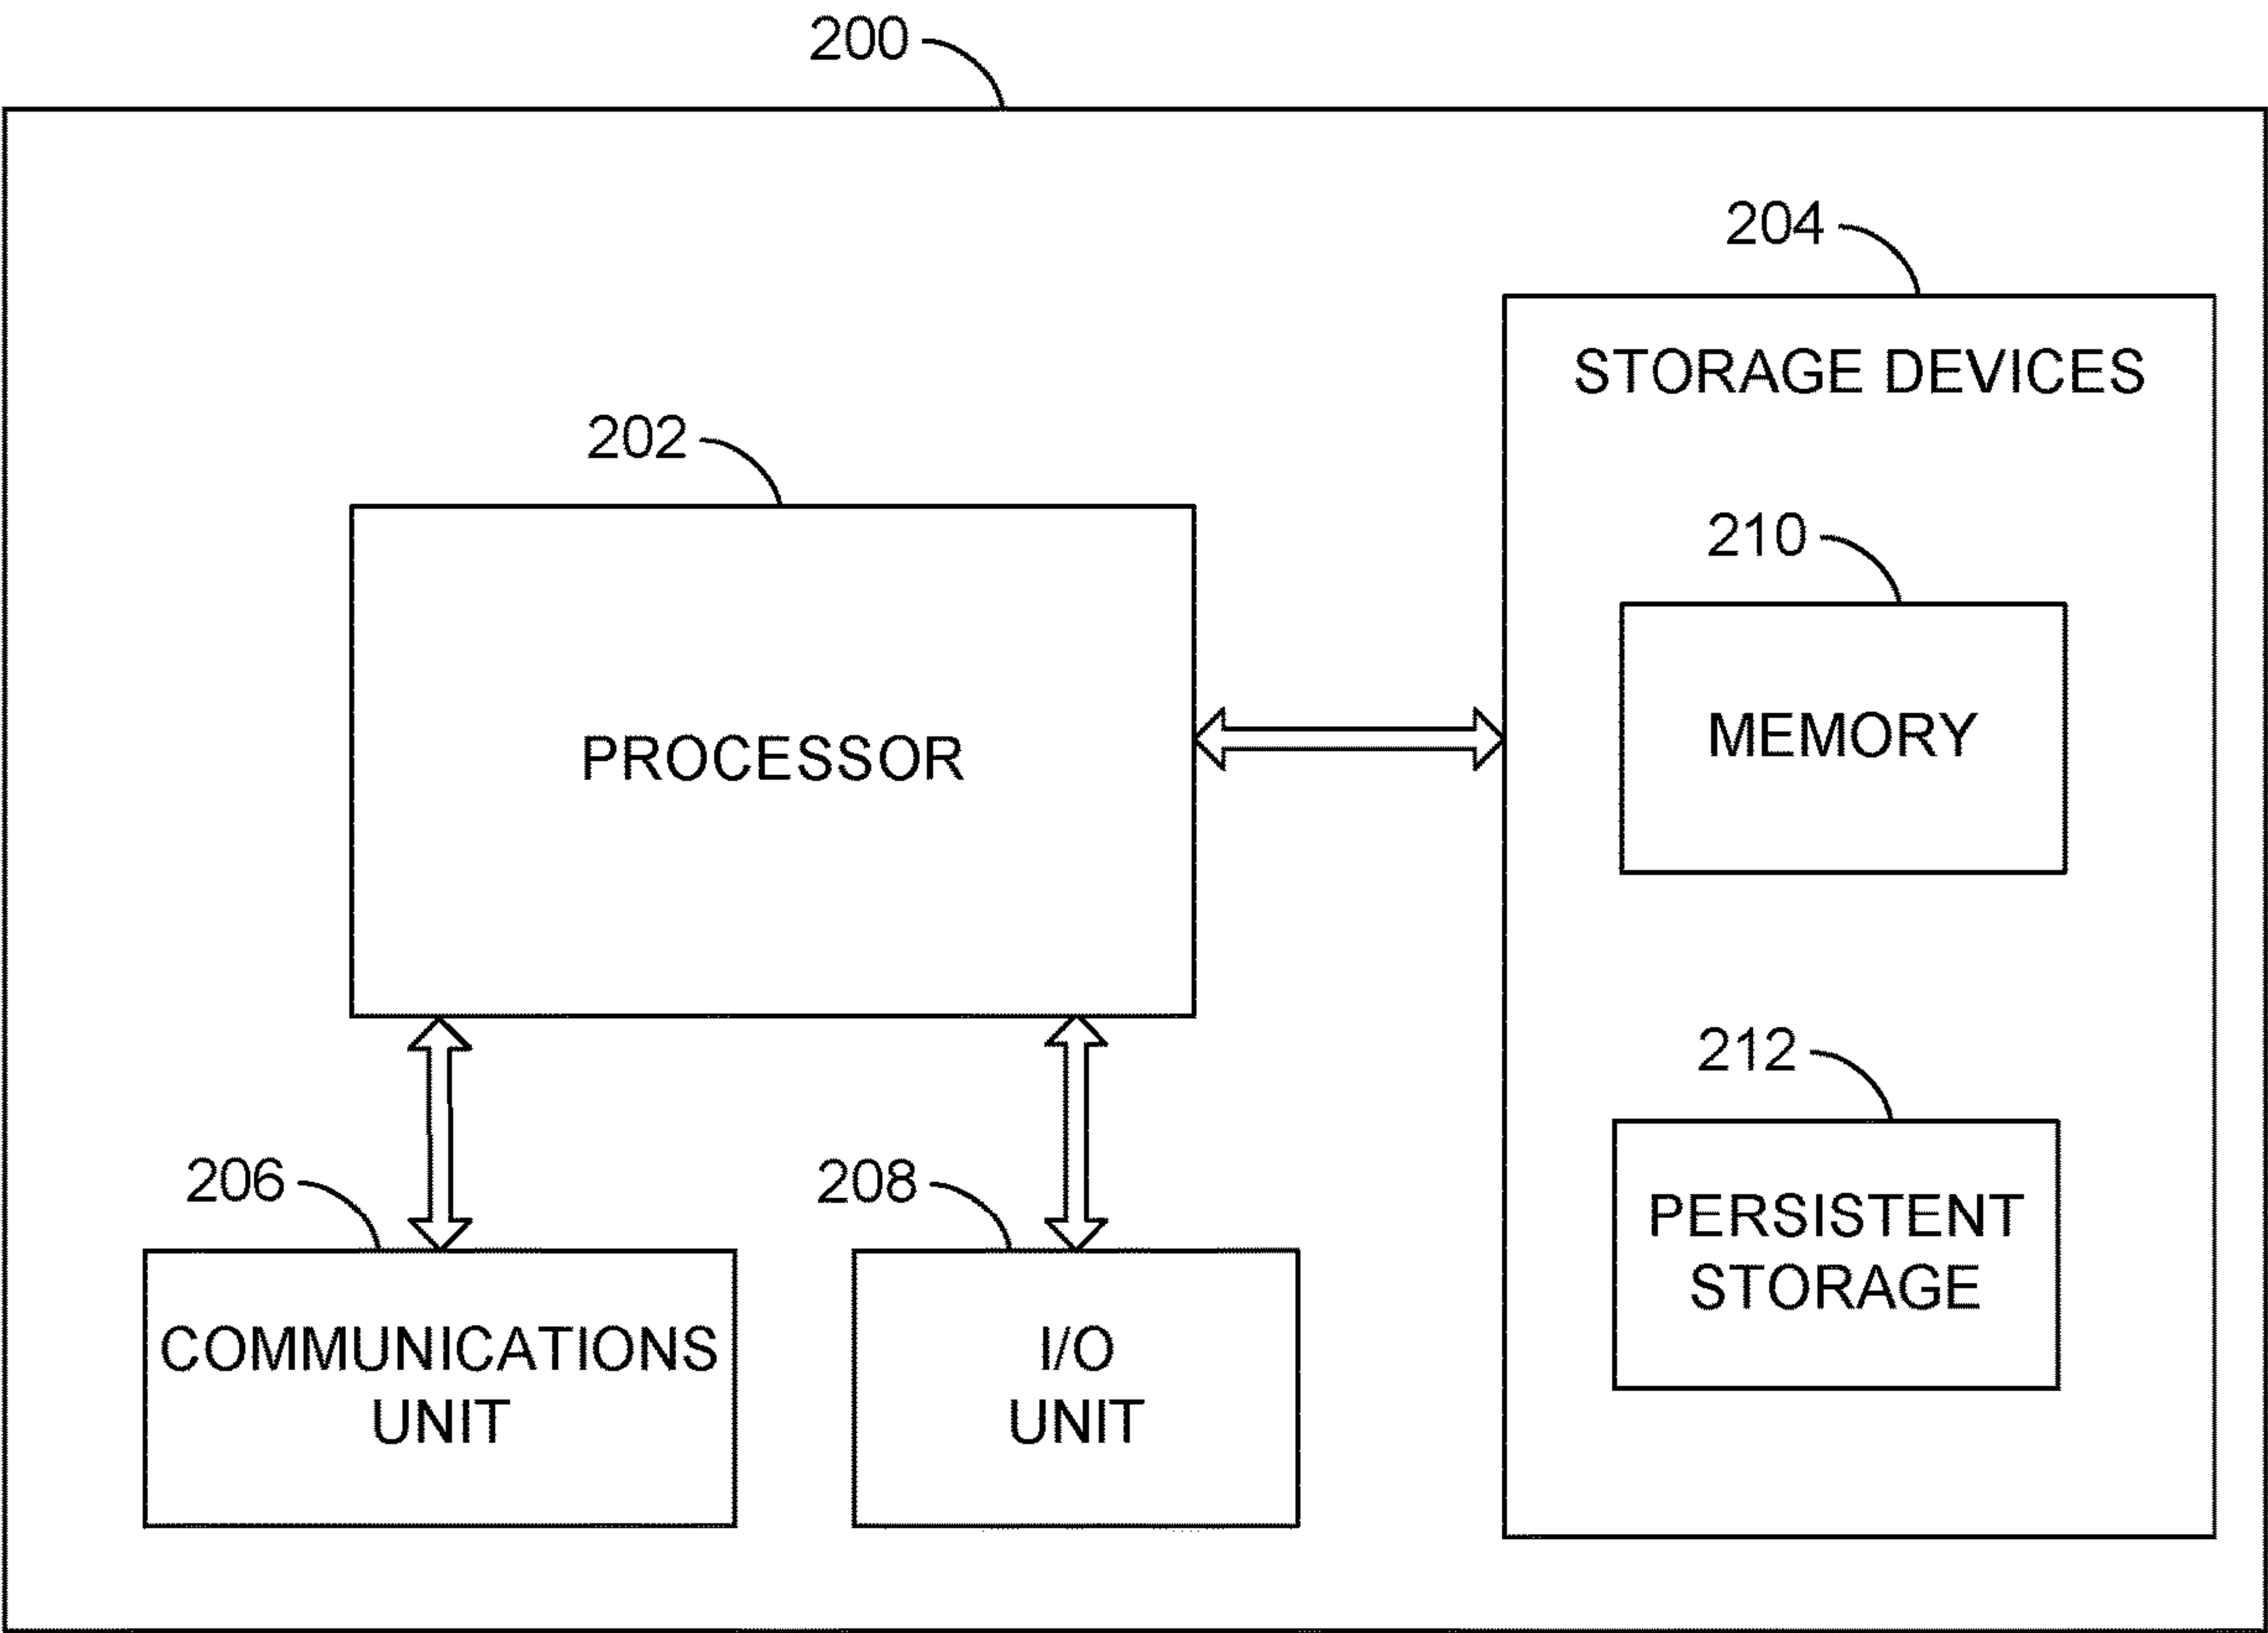 200
204
STORAGE DEVICES
202
210
PROCESSOR
MEMORY
212
206
208
PERSISTENT
STORAGE
COMMUNICATIONS
UNIT
I/O
UNIT